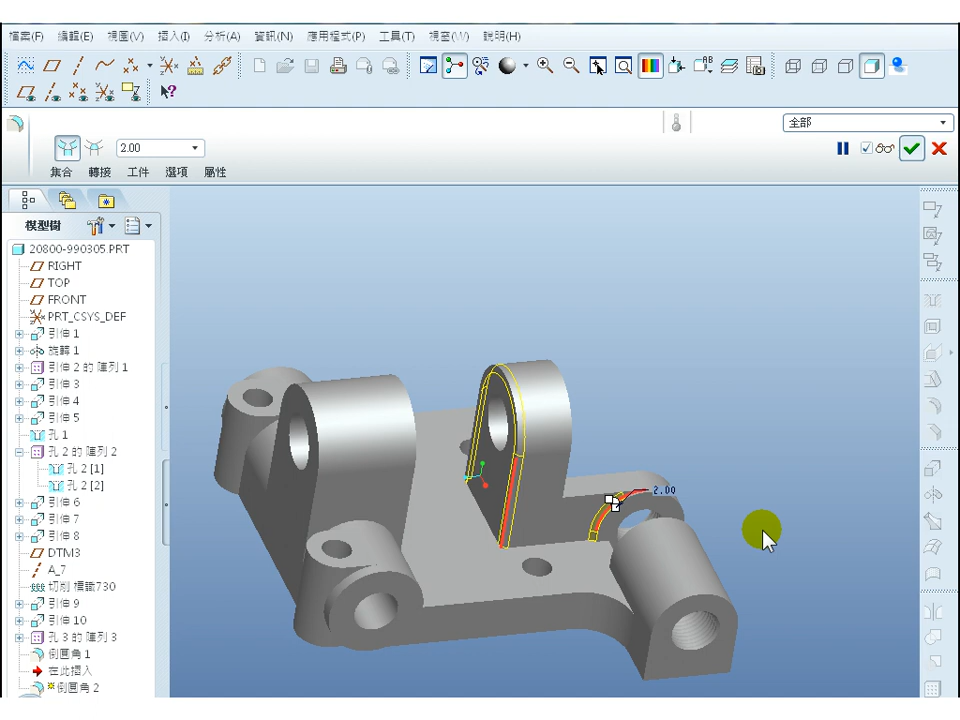 檔案(F) 編輯(E) 視圖(V) 插入(I) 分析(A) 資訊(N) 應用程式(P) 工具(T) 視窗(W) 說明(H)
全部
2.00
集合 轉接 工件 選項 屬性
模型樹
20800-990305.PRT
RIGHT
TOP
FRONT
PRT_CSYS_DEF
引伸 1
旋轉 1
引伸 2 的 陣列 1
引伸 3
引伸 4
引伸 5
孔 1
孔 2 的 陣列 2
孔 2 [1]
孔 2 [2]
引伸 6
引伸 7
引伸 8
DTM3
A_7
切削 標識730
引伸 9
引伸 10
孔 3 的 陣列 3
倒圓角 1
在此插入
倒圓角 2
2.00